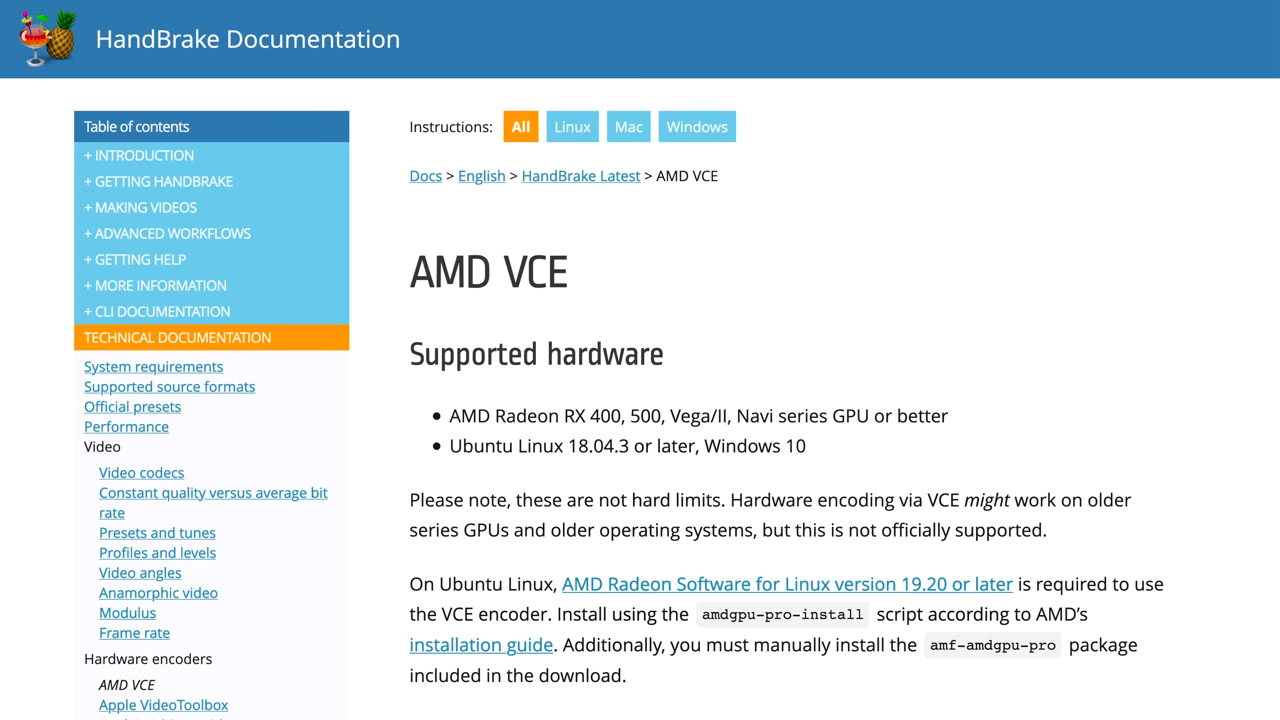 HandBrake Documentation
Table of contents
+ INTRODUCTION
+ GETTING HANDBRAKE
+ MAKING VIDEOS
+ ADVANCED WORKFLOWS
+ GETTING HELP
+ MORE INFORMATION
+ CLI DOCUMENTATION
TECHNICAL DOCUMENTATION
System requirements
Supported source formats
Official presets
Performance
Video
Video codecs
Constant quality versus average bit
rate
Presets and tunes
Profiles and levels
Video angles
Anamorphic video
Modulus
Frame rate
Hardware encoders
AMD VCE
Apple VideoToolbox
Instructions: All Linux Mac Windows
Docs > English > HandBrake Latest > AMD VCE
AMD VCE
Supported hardware
• AMD Radeon RX 400, 500, Vega/II, Navi series GPU or better
• Ubuntu Linux 18.04.3 or later, Windows 10
Please note, these are not hard limits. Hardware encoding via VCE might work on older
series GPUs and older operating systems, but this is not officially supported.
On Ubuntu Linux, AMD Radeon Software for Linux version 19.20 or later is required to use
the VCE encoder. Install using the amdgpu-pro-install script according to AMD’s
installation guide. Additionally, you must manually install the amf-amdgpu-pro package
included in the download.